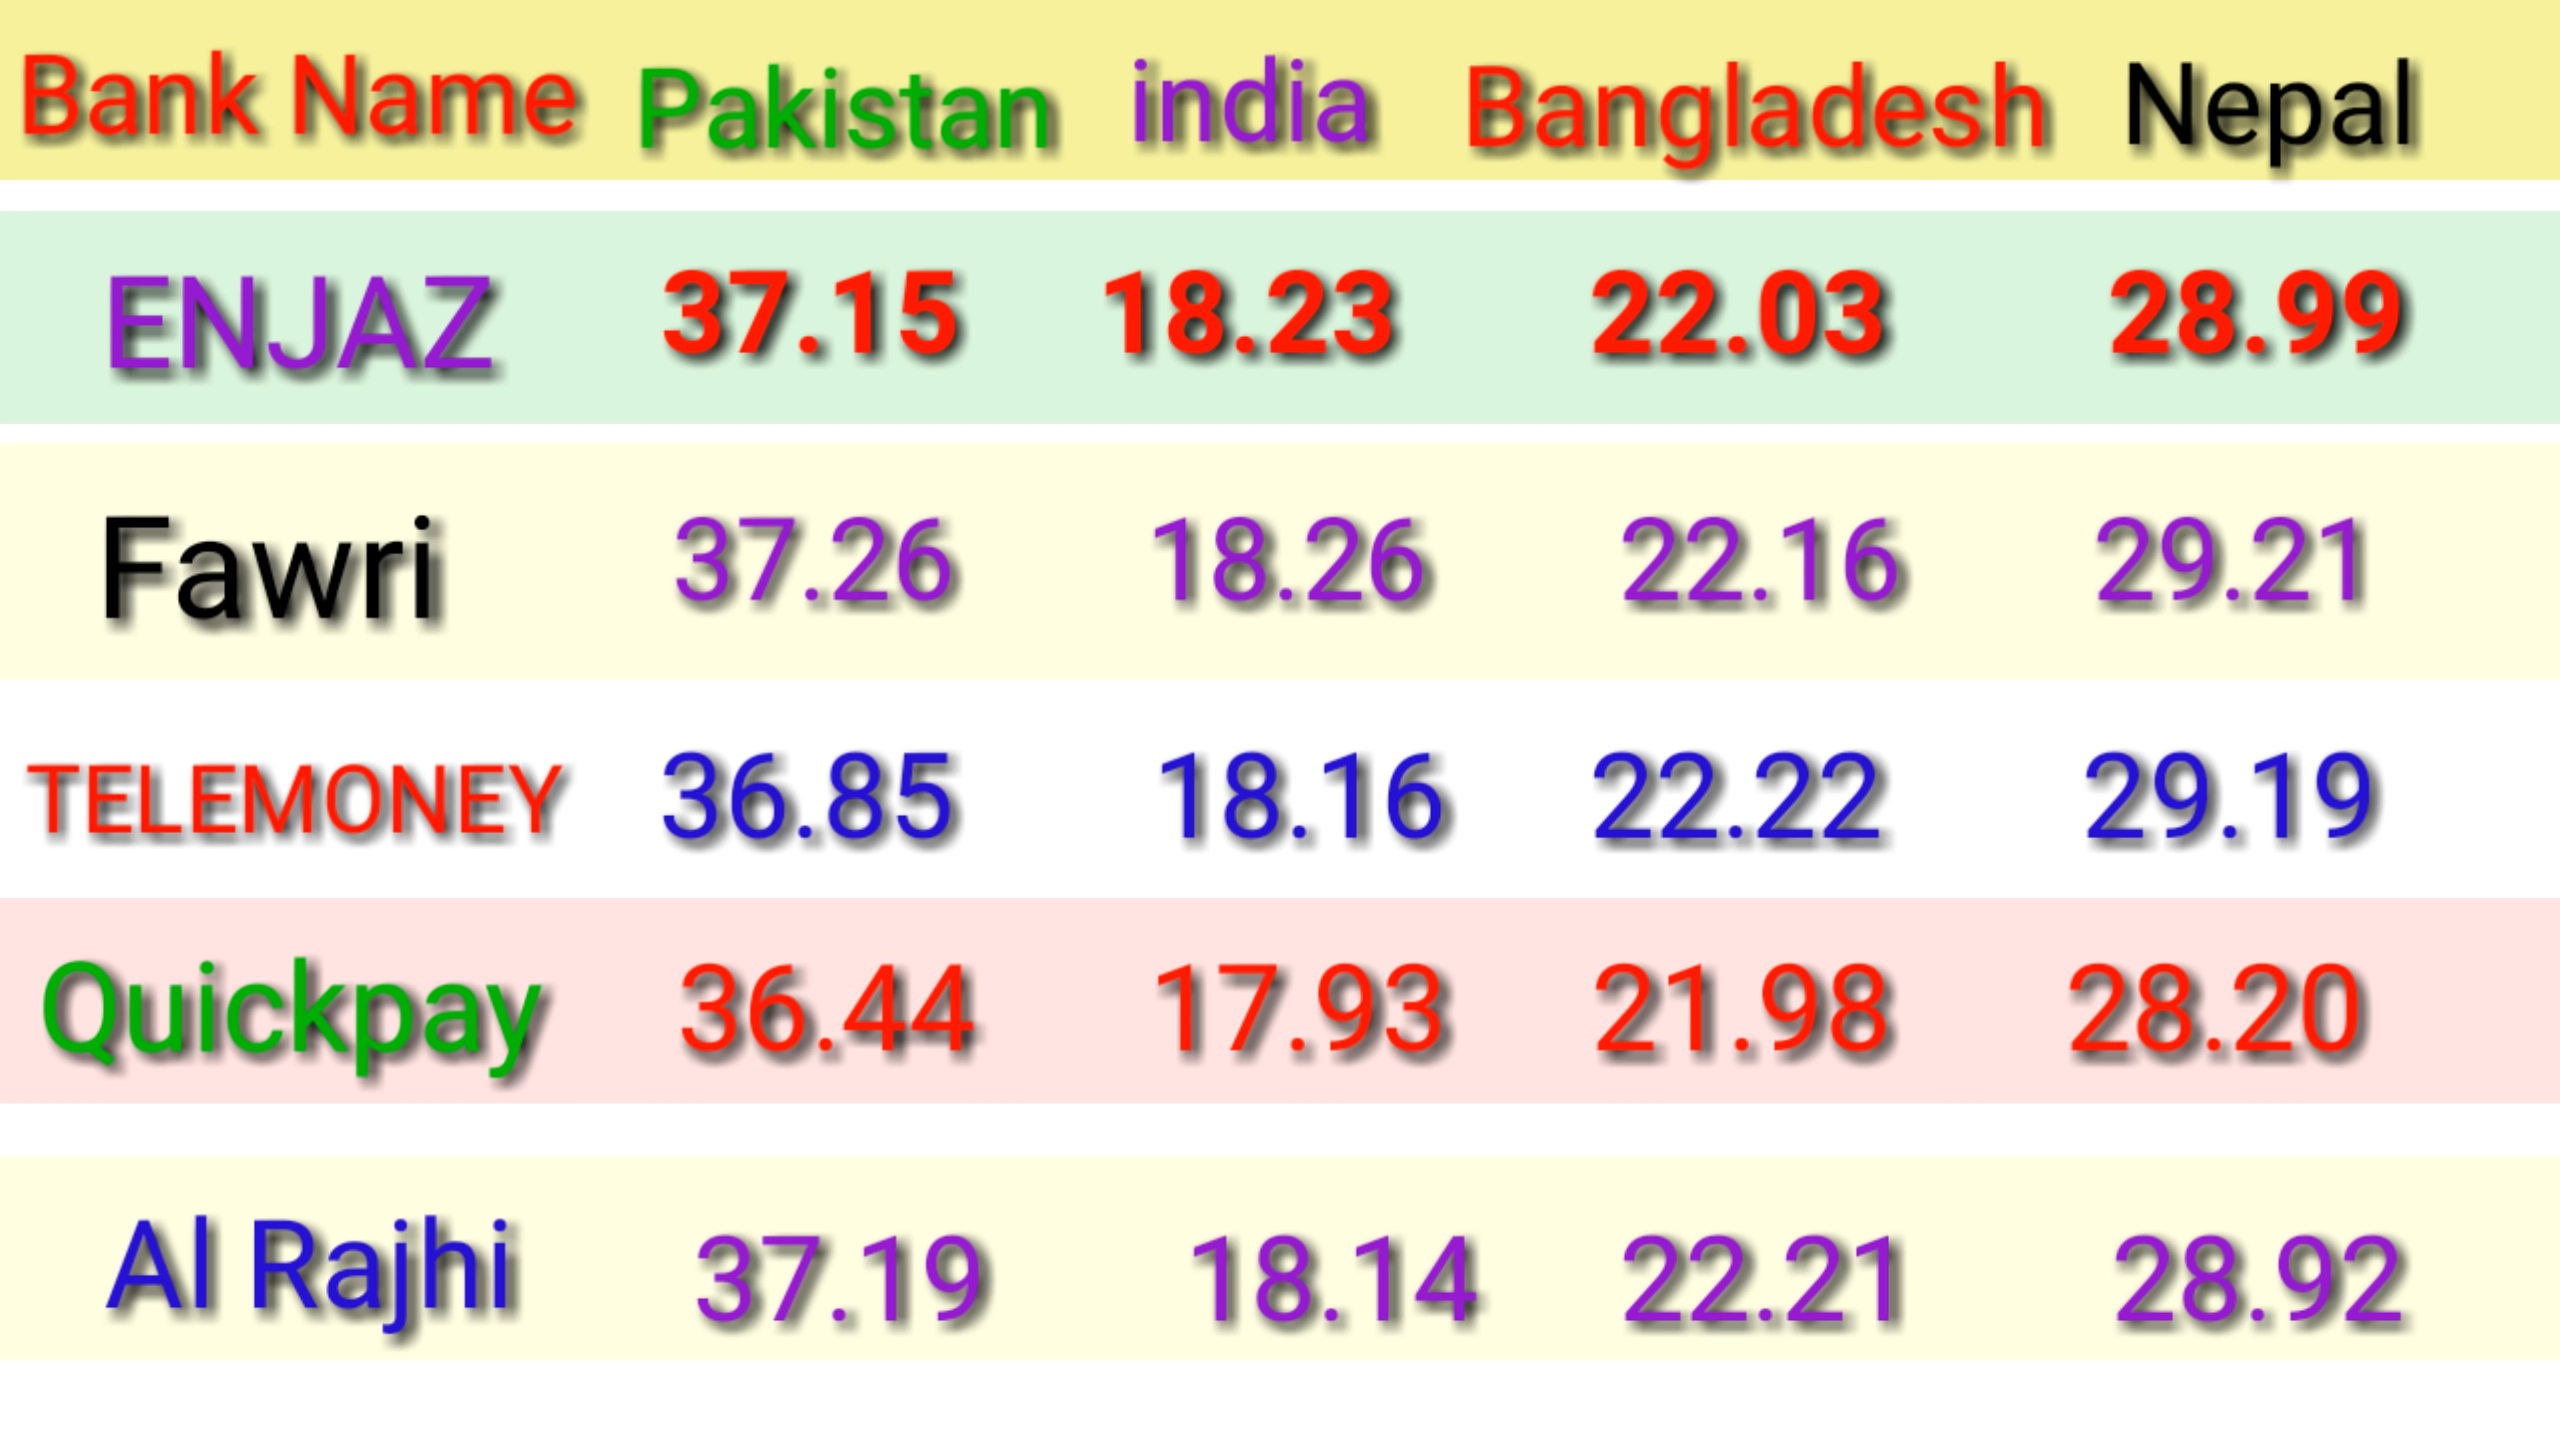 Bank Name Pakistan india Bangladesh Nepal
ENJAZ 37.15 18.23 22.03 28.99
Fawri 37.26 18.26 22.16 29.21
TELEMONEY 36.85 18.16 22.22 29.19
Quickpay 36.44 17.93 21.98 28.20
Al Rajhi 37.19 18.14 22.21 28.92